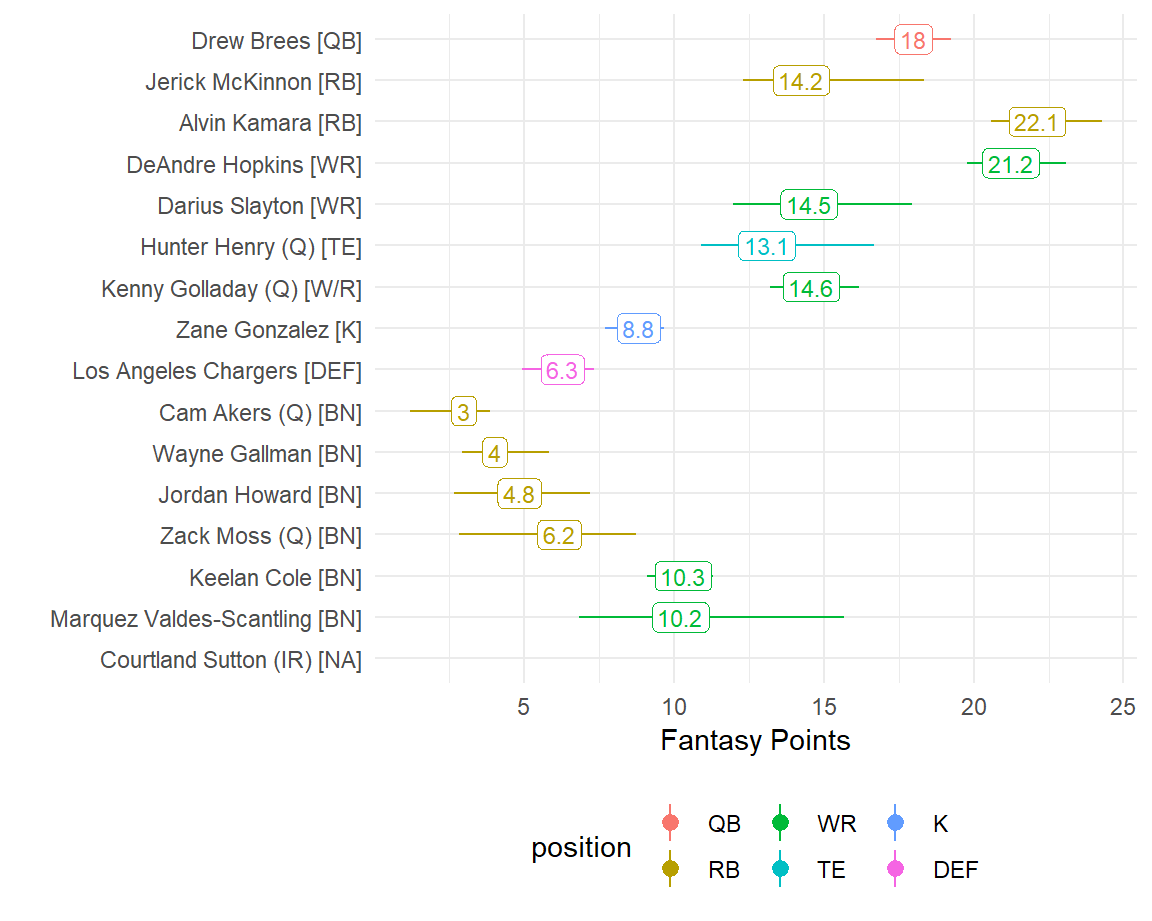 Drew Brees [QB] 18
Jerick McKinnon [RB] 14.2
Alvin Kamara [RB] 22.1
DeAndre Hopkins [WR] 21.2
Darius Slayton [WR] 14.5
Hunter Henry (Q) [TE] 13.1
Kenny Golladay (Q) [W/R] 14.6
Zane Gonzalez [K] 8.8
Los Angeles Chargers [DEF] 6.3
Cam Akers (Q) [BN] 3
Wayne Gallman [BN] 4
Jordan Howard [BN] 4.8
Zack Moss (Q) [BN] 6.2
Keelan Cole [BN] 10.3
Marquez Valdes-Scantling [BN] 10.2
Courtland Sutton (IR) [NA]
5 10 15 20 25
Fantasy Points
position
QB WR K
RB TE DEF